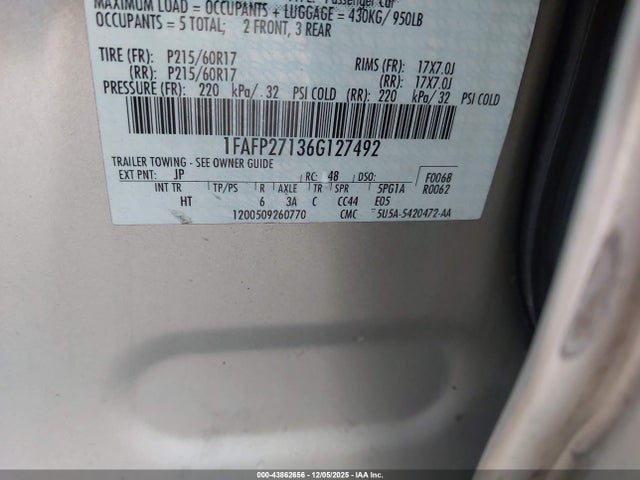 MAXIMUM LOAD = OCCUPANTS + LUGGAGE = 430KG/ 950LB
OCCUPANTS = 5 TOTAL; 2 FRONT, 3 REAR
TIRE (FR): P215/60R17 RIMS (FR): 17X7.0J
(RR): P215/60R17 (RR): 17X7.0J
PRESSURE (FR): 220 kPa/ 32 PSI COLD (RR): 220 kPa/ 32 PSI COLD
1FAFP27136G127492
TRAILER TOWING - SEE OWNER GUIDE
EXT PNT: JP RC: 48 DSO: F0068
INT TR TP/PS R AXLE TR SPR 5PG1A R0062
HT 6 3A C CC44 E05
1200509260770 CMC 5U5A-5420472-AA
000-43862656 - 12/05/2025 - IAA Inc.